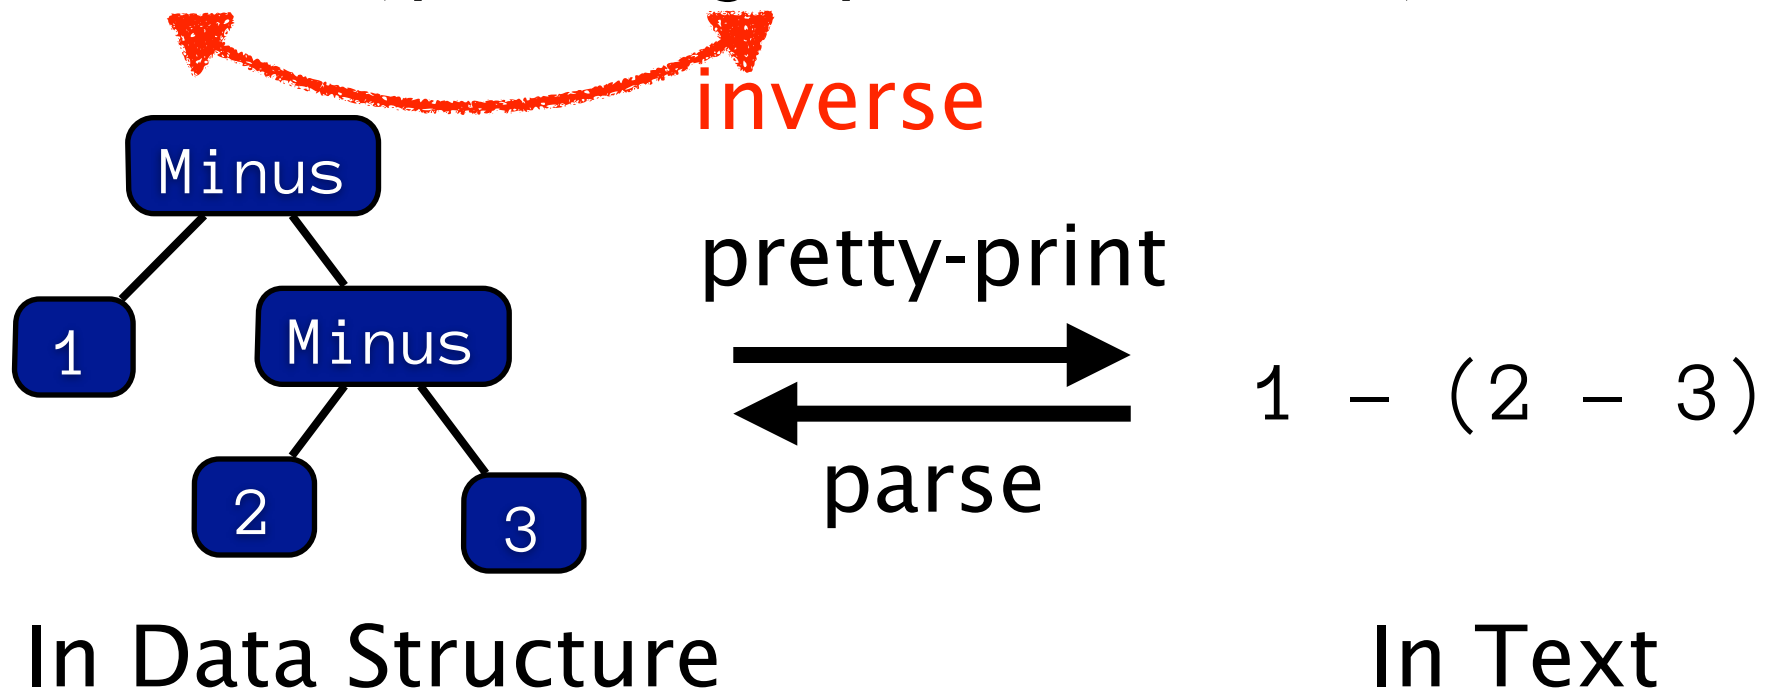 inverse
Minus
pretty-print
1
Minus
1 – (2 – 3)
parse
2
3
In Data Structure
In Text